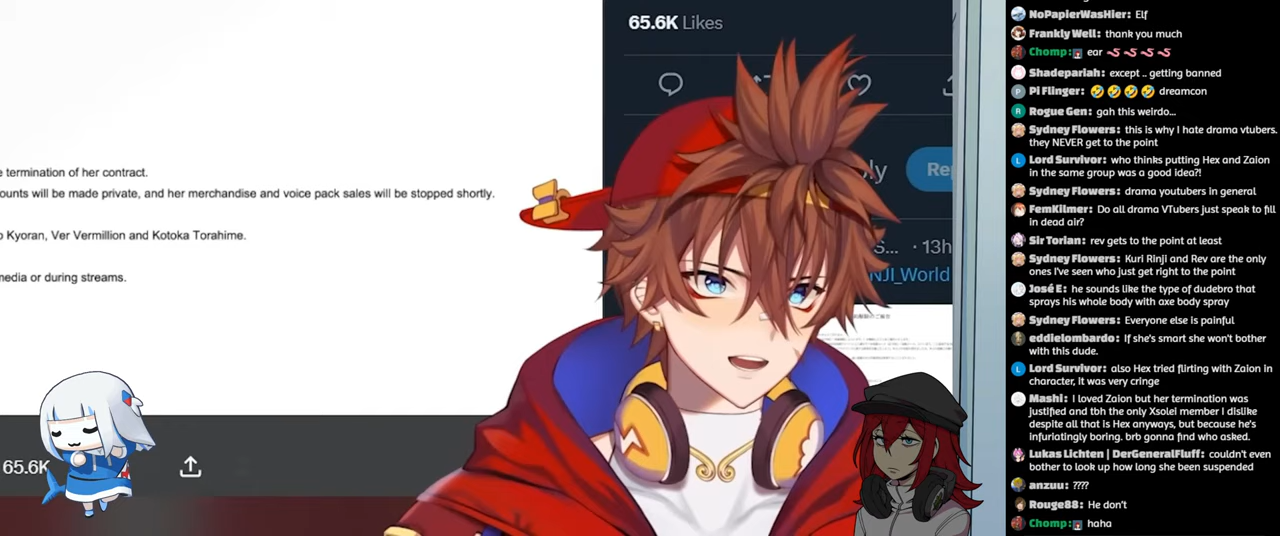 65.6K Likes
e termination of her contract.
ounts will be made private, and her merchandise and voice pack sales will be stopped shortly.
o Kyoran, Ver Vermillion and Kotoka Torahime.
media or during streams.
Re
S... · 13h
NJI_World
65.6K
NoPapierWasHier: Elf
Frankly Well: thank you much
Chomp: ear 🪱 🪱 🪱 🪱
Shadepariah: except .. getting banned
Pi Flinger: 🤣 🤣 🤣 🤣 dreamcon
Rogue Gen: gah this weirdo...
Sydney Flowers: this is why I hate drama vtubers.
they NEVER get to the point
Lord Survivor: who thinks putting Hex and Zaion
in the same group was a good idea?!
Sydney Flowers: drama youtubers in general
FemKilmer: Do all drama VTubers just speak to fill
in dead air?
Sir Torian: rev gets to the point at least
Sydney Flowers: Kuri Rinji and Rev are the only
ones I've seen who just get right to the point
José E: he sounds like the type of dudebro that
sprays his whole body with axe body spray
Sydney Flowers: Everyone else is painful
eddielombardo: If she's smart she won't bother
with this dude.
Lord Survivor: also Hex tried flirting with Zaion in
character, it was very cringe
Mashi: I loved Zaion but her termination was
justified and tbh the only Xsolei member I dislike
despite all that is Hex anyways, but because he's
infuriatingly boring. brb gonna find who asked.
Lukas Lichten | DerGeneralFluff: couldn't even
bother to look up how long she been suspended
anzuu: ????
Rouge88: He don't
Chomp: haha